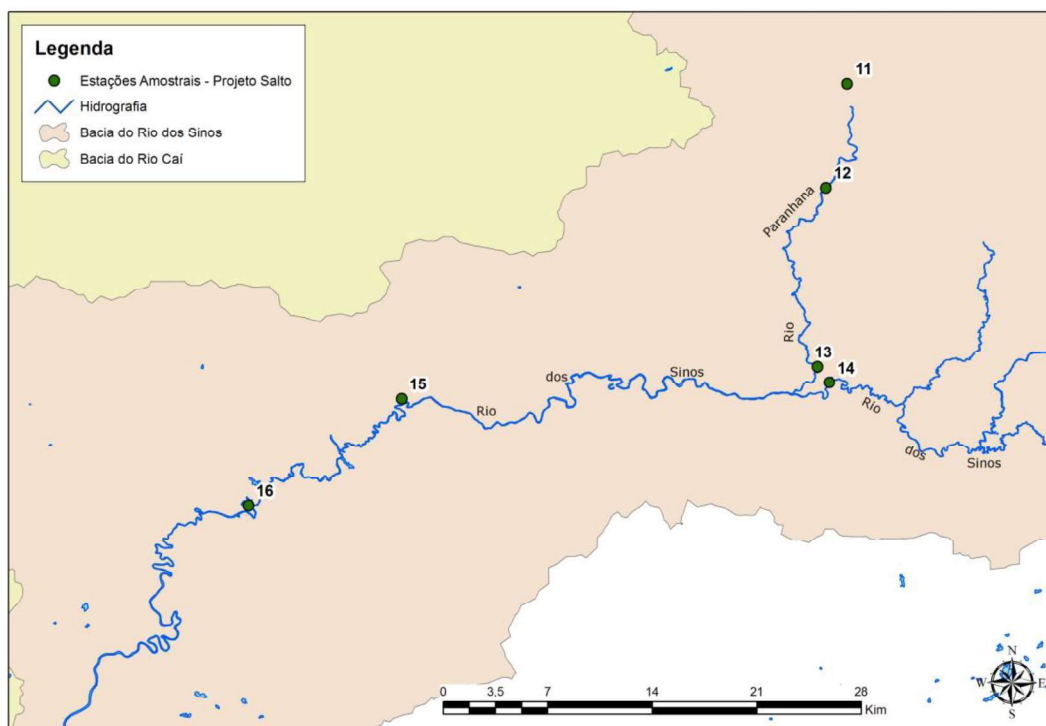 Legenda
Estações Amostrais - Projeto Salto
Hidrografia
Bacia do Rio dos Sinos
Bacia do Rio Caí
11
12
Paranhana
Rio
13
14
15
dos
Sinos
Rio
Rio
dos
Sinos
16
N
W
E
S
0
3.5
7
14
21
28
Kim